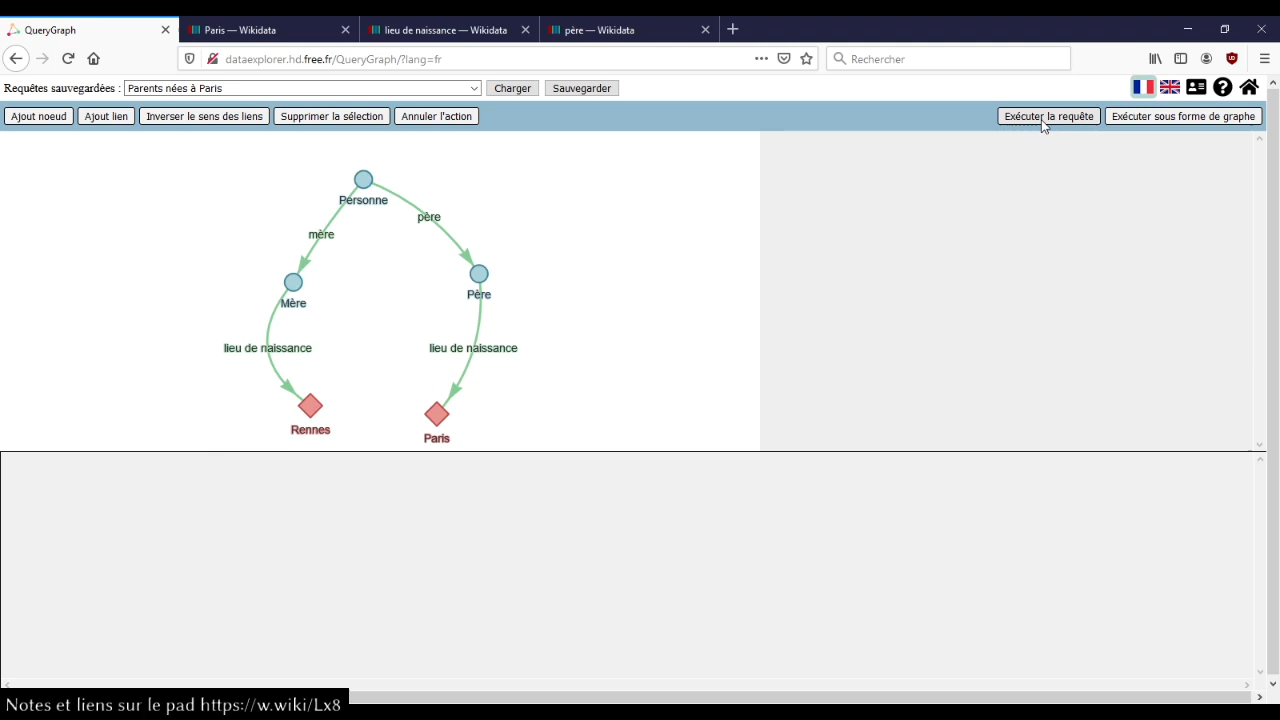 QueryGraph
Paris — Wikidata
lieu de naissance — Wikidata
père — Wikidata
dataexplorer.hd.free.fr/QueryGraph/?lang=fr
Rechercher
Requêtes sauvegardées : Parents nées à Paris Charger Sauvegarder
Ajout noeud Ajout lien Inverser le sens des liens Supprimer la sélection Annuler l'action Exécuter la requête Exécuter sous forme de graphe
Personne
père
mère
Père
Mère
lieu de naissance lieu de naissance
Rennes
Paris
Notes et liens sur le pad https://w.wiki/Lx8